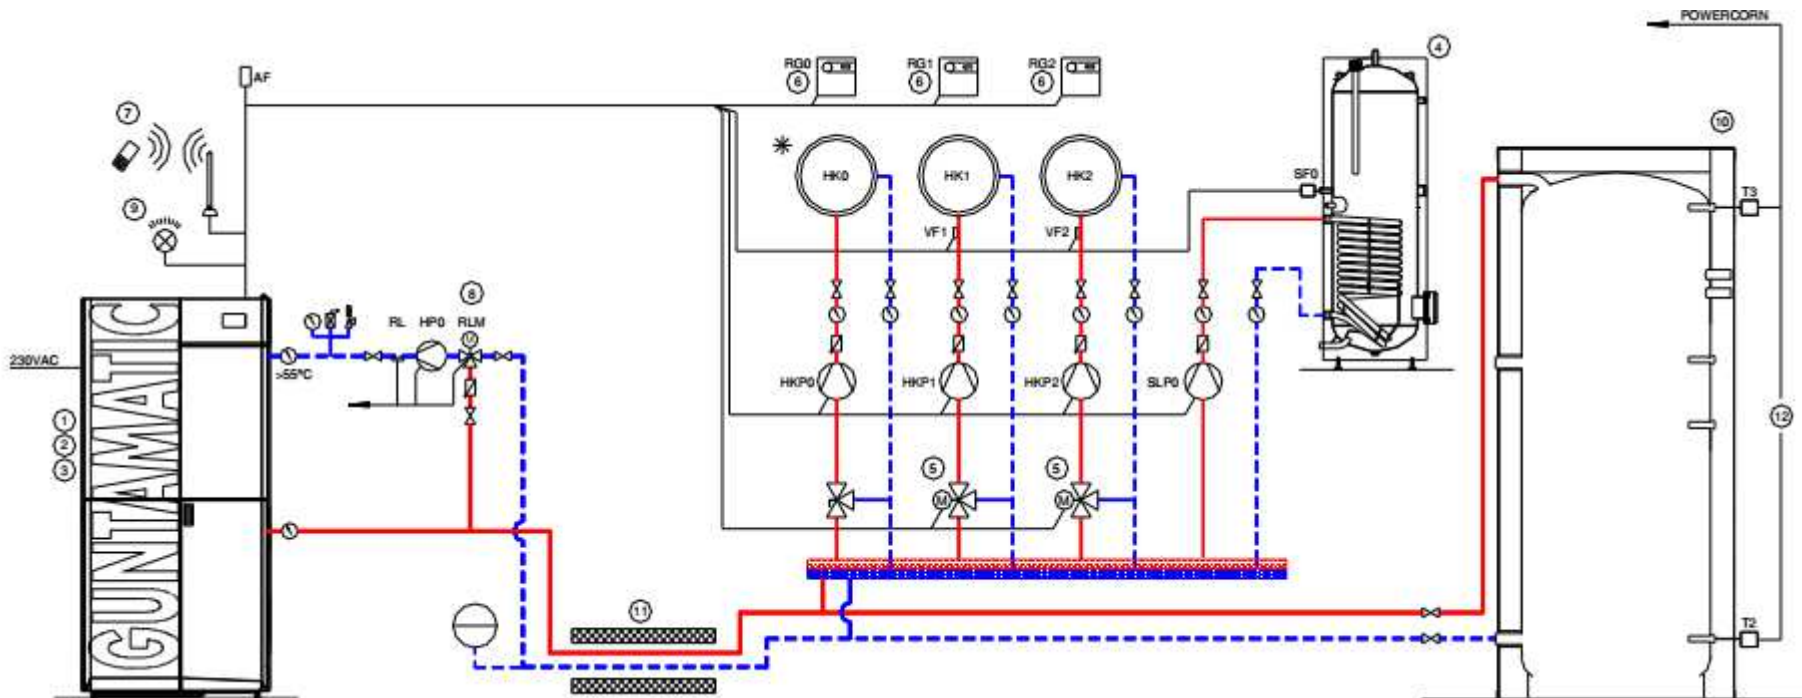 POWERCORN
4
RG0
RG1
RG2
6
6
6
AF
7
10
HK0
HK1
HK2
SF0
T3
9
VF1
VF2
8
RL
HP0
RLM
M
230VAC
>55°C
HKP0
HKP1
HKP2
SLP0
1
2
3
12
GUNTAMATIC
5
5
M
M
11
T2